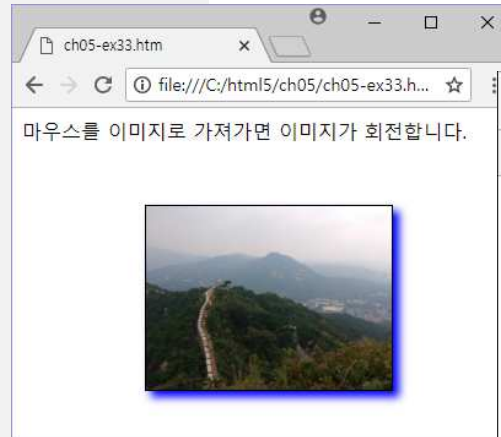 ch05-ex33.htm
file:///C:/html5/ch05/ch05-ex33.h...
마우스를 이미지로 가져가면 이미지가 회전합니다.